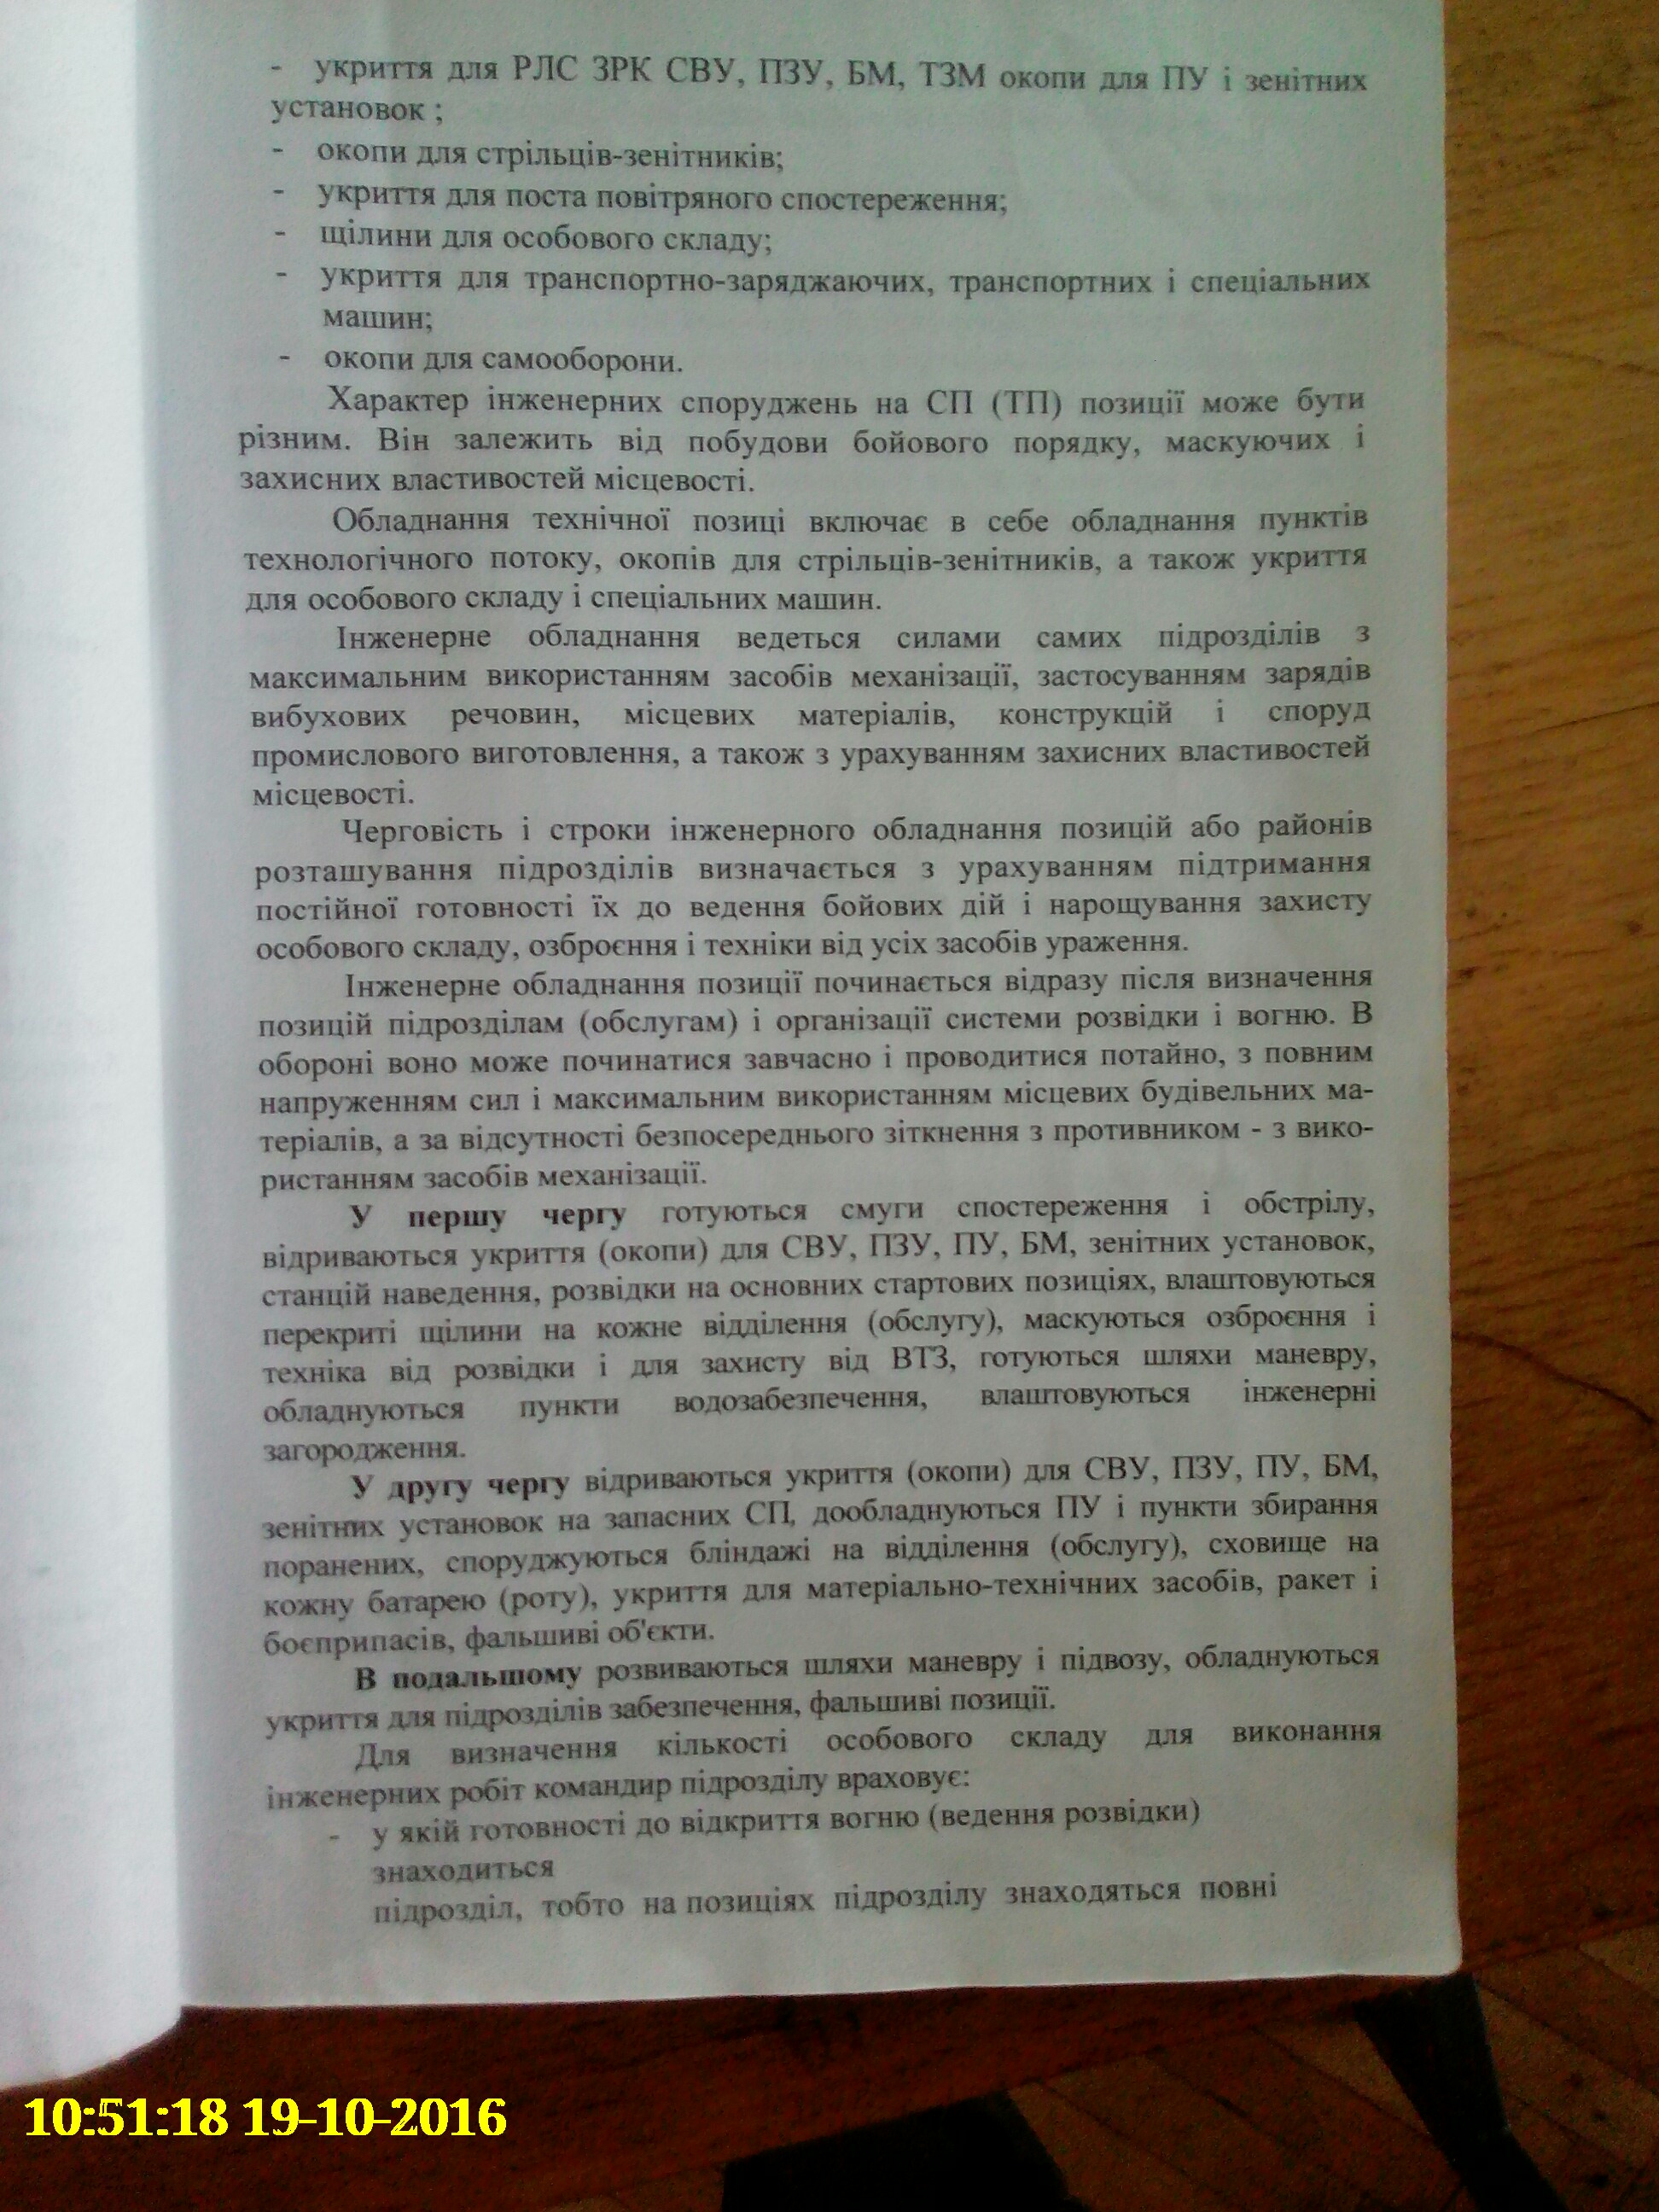 - укриття для РЛС ЗРК СВУ, ПЗУ, БМ, ТЗМ окопи для ПУ і зенітних
установок ;
- окопи для стрільців-зенітників;
- укриття для поста повітряного спостереження;
- щілини для особового складу;
- укриття для транспортно-заряджаючих, транспортних і спеціальних
машин;
- окопи для самооборони.
Характер інженерних споруджень на СП (ТП) позиції може бути
різним. Він залежить від побудови бойового порядку, маскуючих і
захисних властивостей місцевості.
Обладнання технічної позиці включає в себе обладнання пунктів
технологічного потоку, окопів для стрільців-зенітників, а також укриття
для особового складу і спеціальних машин.
Інженерне обладнання ведеться силами самих підрозділів з
максимальним використанням засобів механізації, застосуванням зарядів
вибухових речовин, місцевих матеріалів, конструкцій і споруд
промислового виготовлення, а також з урахуванням захисних властивостей
місцевості.
Черговість і строки інженерного обладнання позицій або районів
розташування підрозділів визначається з урахуванням підтримання
постійної готовності їх до ведення бойових дій і нарощування захисту
особового складу, озброєння і техніки від усіх засобів ураження.
Інженерне обладнання позиції починається відразу після визначення
позицій підрозділам (обслугам) і організації системи розвідки і вогню. В
обороні воно може починатися завчасно і проводитися потайно, з повним
напруженням сил і максимальним використанням місцевих будівельних ма-
теріалів, а за відсутності безпосереднього зіткнення з противником - з вико-
ристанням засобів механізації.
У першу чергу готуються смуги спостереження і обстрілу,
відриваються укриття (окопи) для СВУ, ПЗУ, ПУ, БМ, зенітних установок,
станцій наведення, розвідки на основних стартових позиціях, влаштовуються
перекриті щілини на кожне відділення (обслугу), маскуються озброєння і
техніка від розвідки і для захисту від ВТЗ, готуються шляхи маневру,
обладнуються пункти водозабезпечення, влаштовуються інженерні
загородження.
У другу чергу відриваються укриття (окопи) для СВУ, ПЗУ, ПУ, БМ,
зенітних установок на запасних СП, дообладнуються ПУ і пункти збирання
поранених, споруджуються бліндажі на відділення (обслугу), сховище на
кожну батарею (роту), укриття для матеріально-технічних засобів, ракет і
боєприпасів, фальшиві об'єкти.
В подальшому розвиваються шляхи маневру і підвозу, обладнуються
укриття для підрозділів забезпечення, фальшиві позиції.
Для визначення кількості особового складу для виконання
інженерних робіт командир підрозділу враховує:
- у якій готовності до відкриття вогню (ведення розвідки)
знаходиться
підрозділ, тобто на позиціях підрозділу знаходяться повні
10:51:18 19-10-2016